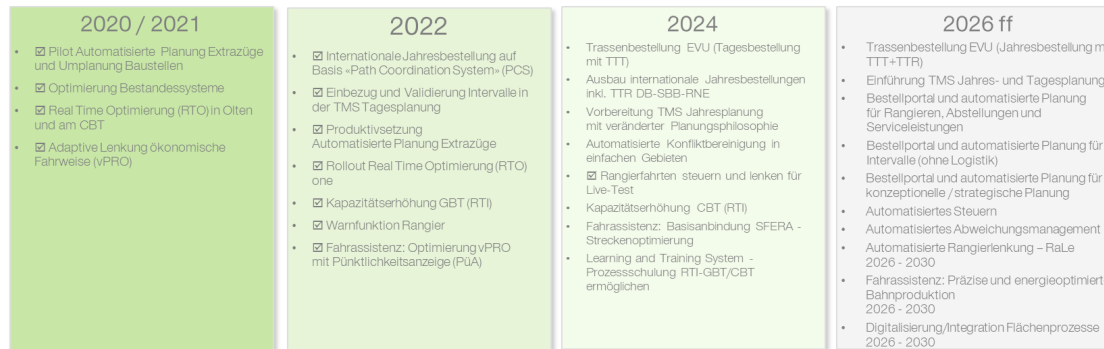 2020 / 2021
• ☑ Pilot Automatisierte Planung Extrazüge
und Umplanung Baustellen
• ☑ Optimierung Bestandessysteme
• ☑ Real Time Optimierung (RTO) in Olten
und am CBT
• ☑ Adaptive Lenkung ökonomische
Fahrweise (vPRO)
2022
• ☑ Internationale Jahresbestellung auf
Basis «Path Coordination System» (PCS)
• ☑ Einbezug und Validierung Intervalle in
der TMS Tagesplanung
• ☑ Produktivsetzung
Automatisierte Planung Extrazüge
• ☑ Rollout Real Time Optimierung (RTO)
one
• ☑ Kapazitätserhöhung GBT (RTI)
• ☑ Warnfunktion Rangier
• ☑ Fahrassistenz: Optimierung vPRO
mit Pünktlichkeitsanzeige (PüA)
2024
• Trassenbestellung EVU (Tagesbestellung
mit TTT)
• Ausbau internationale Jahresbestellungen
inkl. TTR DB-SBB-RNE
• Vorbereitung TMS Jahresplanung
mit veränderter Planungsphilosophie
• Automatisierte Konfliktbereinigung in
einfachen Gebieten
• ☑ Rangierfahrten steuern und lenken für
Live-Test
• Kapazitätserhöhung CBT (RTI)
• Fahrassistenz: Basisanbindung SFERA -
Streckenoptimierung
• Learning and Training System -
Prozessschulung RTI-GBT/CBT
ermöglichen
2026 ff
• Trassenbestellung EVU (Jahresbestellung m
TTT+TTR)
• Einführung TMS Jahres- und Tagesplanung
• Bestellportal und automatisierte Planung
für Rangieren, Abstellungen und
Serviceleistungen
• Bestellportal und automatisierte Planung für
Intervalle (ohne Logistik)
• Bestellportal und automatisierte Planung für
konzeptionelle / strategische Planung
• Automatisiertes Steuern
• Automatisiertes Abweichungsmanagement
• Automatisierte Rangierlenkung – RaLe
2026 - 2030
• Fahrassistenz: Präzise und energieoptimiert
Bahnproduktion
2026 - 2030
• Digitalisierung/Integration Flächenprozesse
2026 - 2030